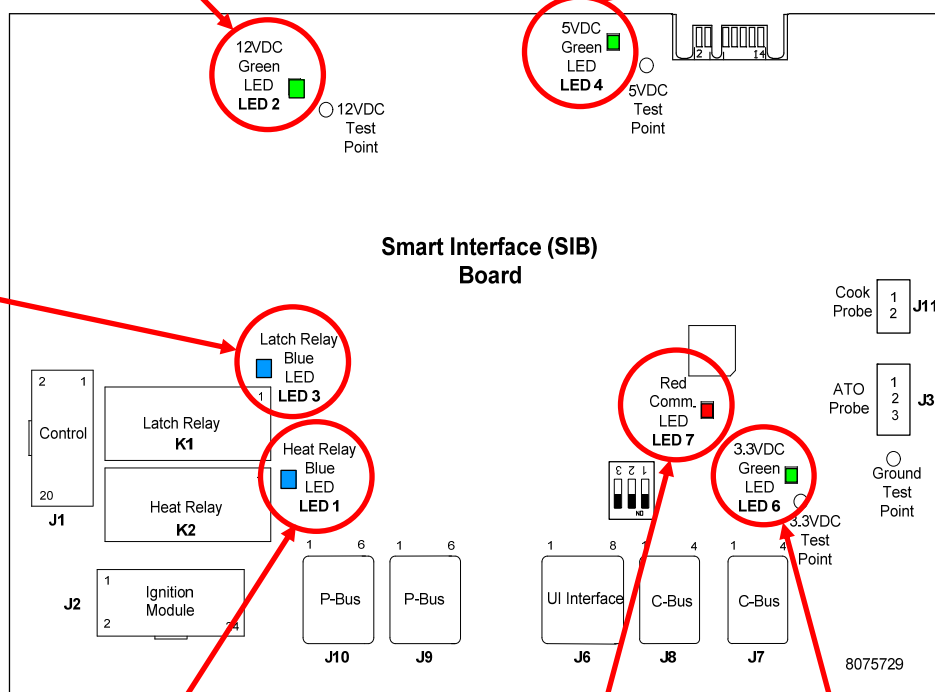 12VDC
Green
LED
LED 2
12VDC
Test
Point
5VDC
Green
LED
LED 4
5VDC
Test
Point
2
14
Smart Interface (SIB)
Board
Cook
Probe
1
2
J11
ATO
Probe
1
2
3
J3
Ground
Test
Point
Latch Relay
Blue
LED
LED 3
2 1
Control
20
J1
1
Latch Relay
K1
Heat Relay
Blue
LED
LED 1
Heat Relay
K2
Red
Comm.
LED
LED 7
3.3VDC
Green
LED
LED 6
3.3VDC
Test
Point
3 2 1
ON
J2
1
2
Ignition
Module
24
1 6
P-Bus
J10
1 6
P-Bus
J9
1 8
UI Interface
J6
1 4
C-Bus
J8
1 4
C-Bus
J7
8075729